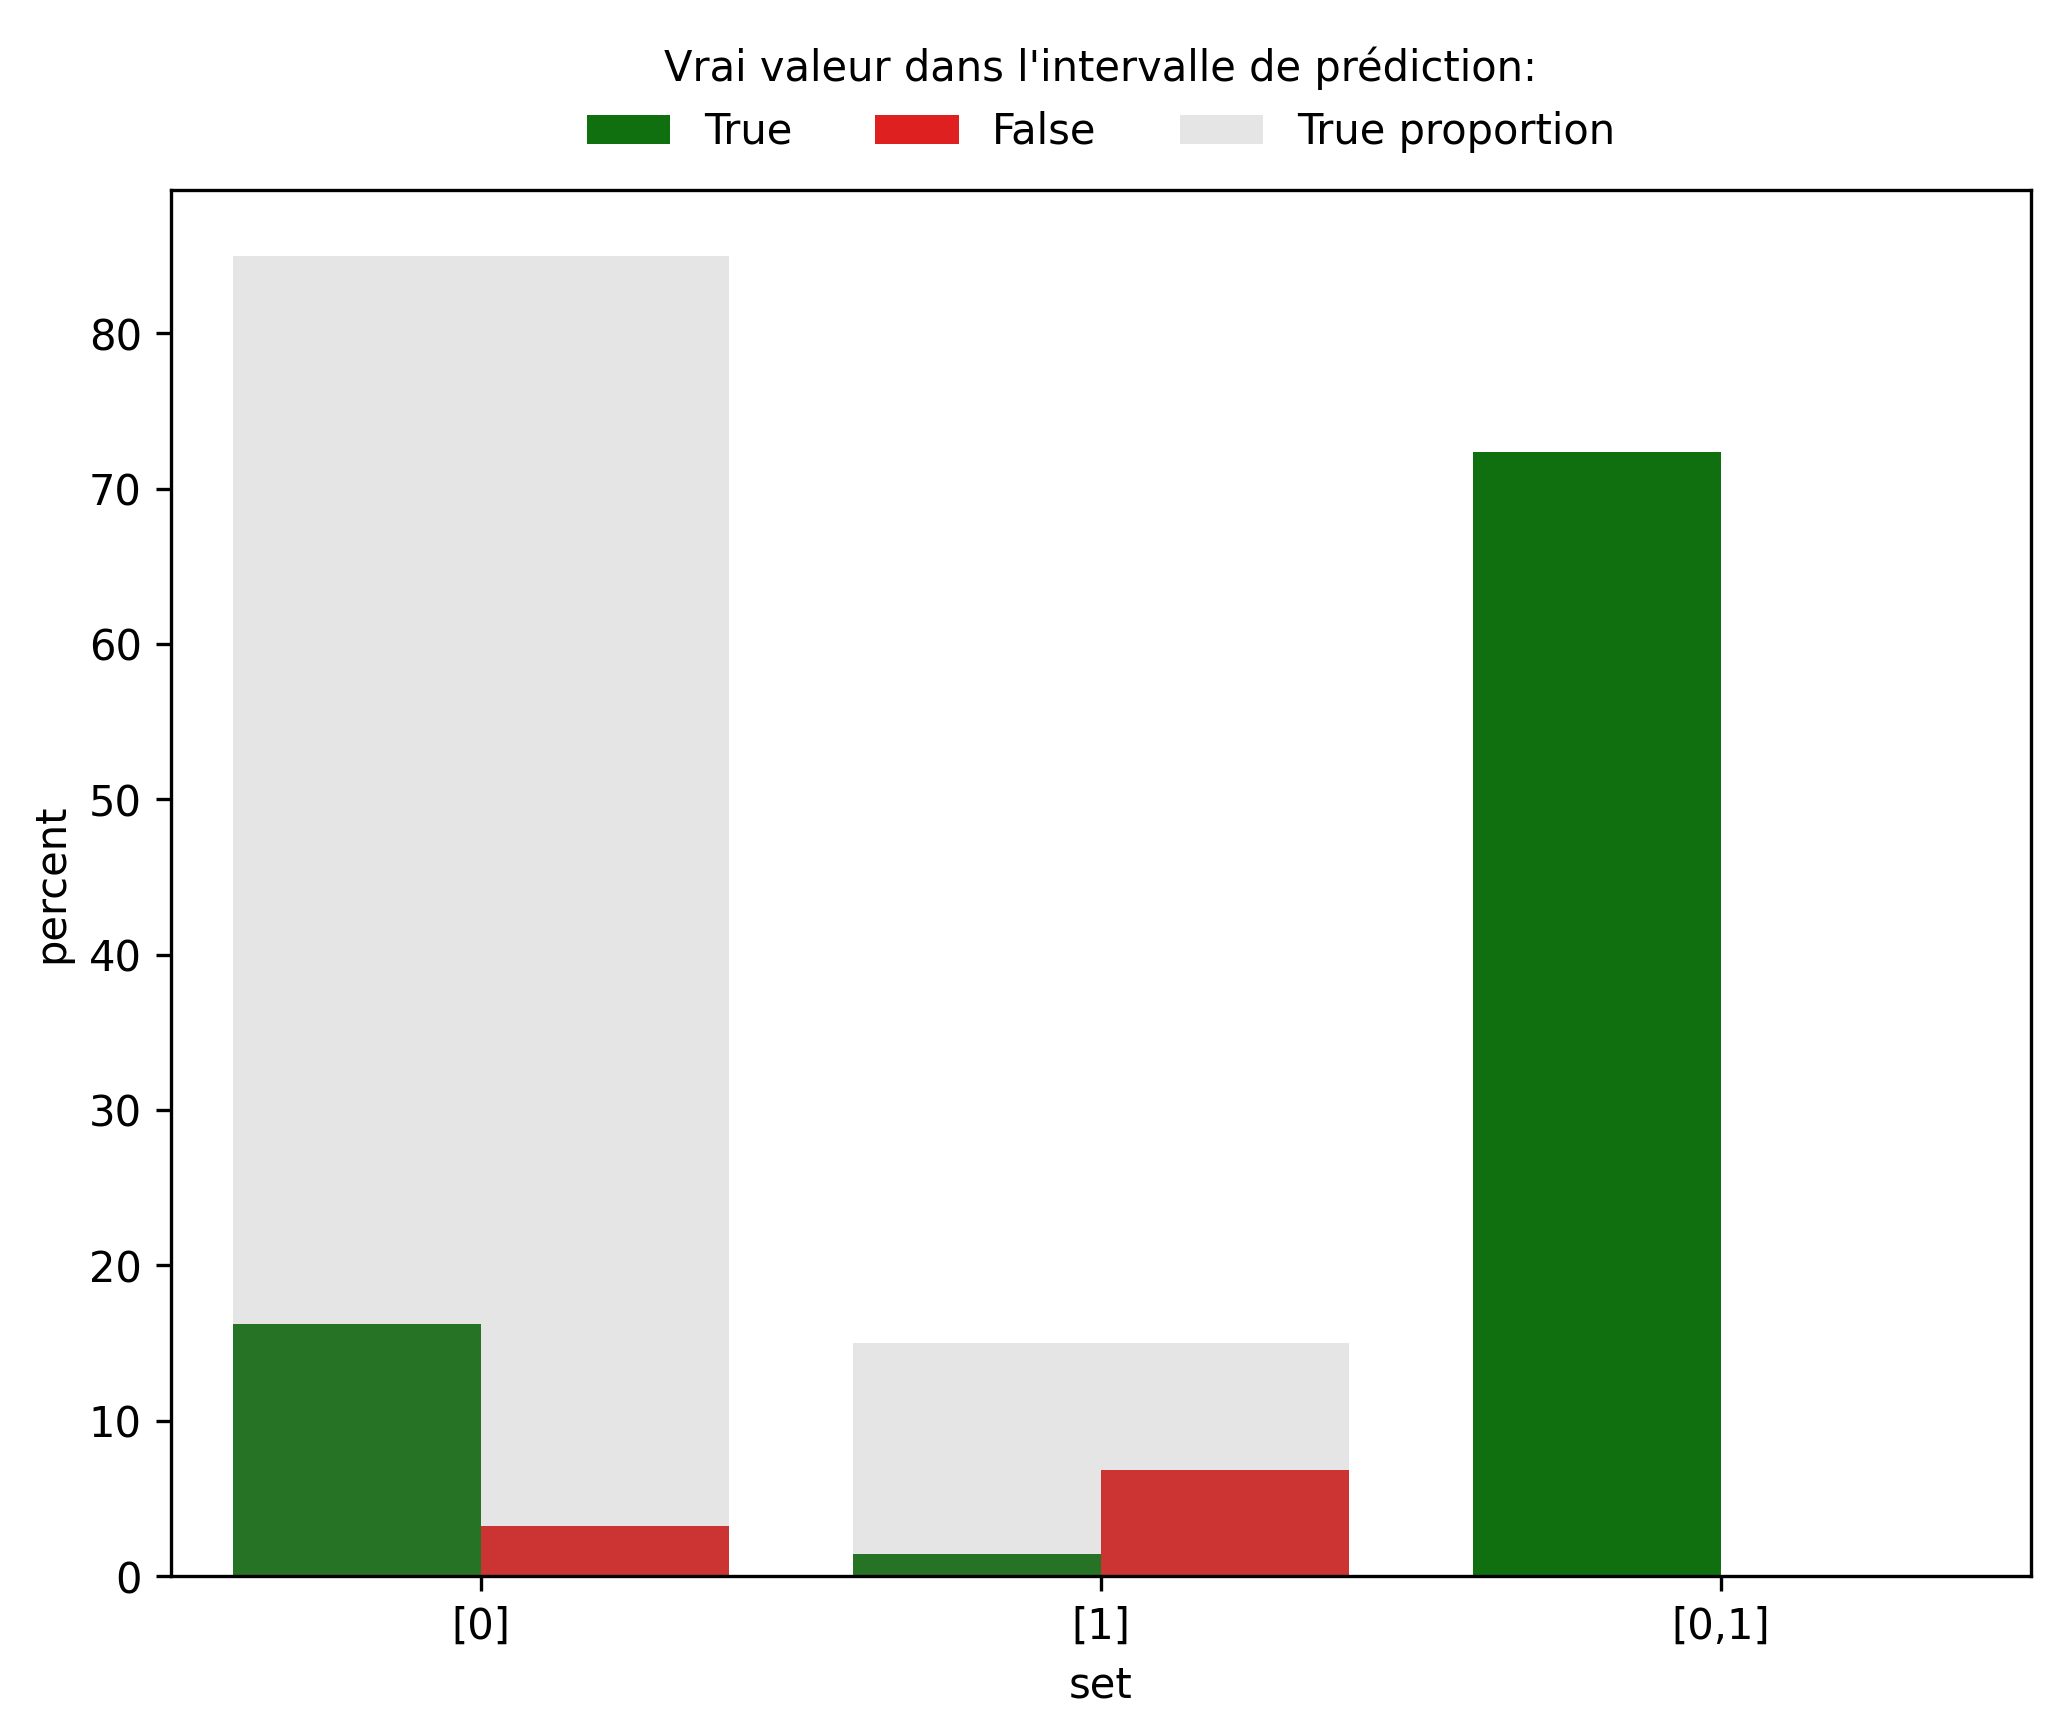 Vrai valeur dans l'intervalle de prédiction:
True False True proportion
80
70
60
50
40
30
20
10
0
percent
[0] [1] [0,1]
set